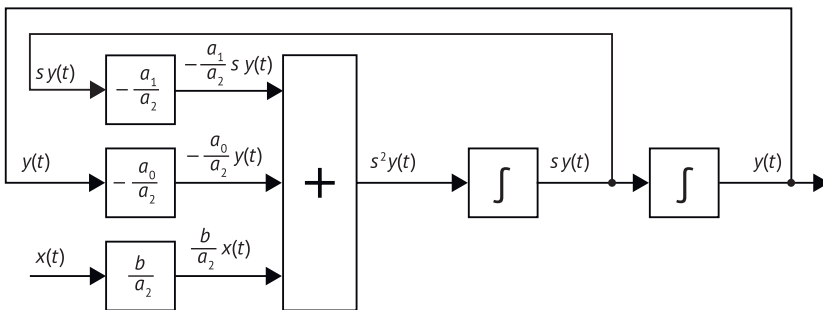 s y(t)
− a₁/a₂
− a₁/a₂ s y(t)
y(t)
− a₀/a₂
− a₀/a₂ y(t)
x(t)
b/a₂
b/a₂ x(t)
+
s² y(t)
∫
s y(t)
∫
y(t)